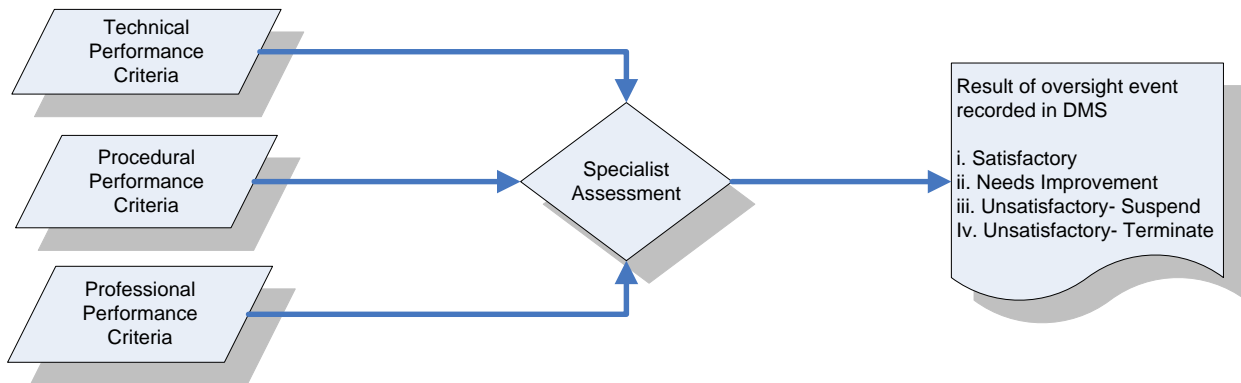 Technical
Performance
Criteria
Procedural
Performance
Criteria
Professional
Performance
Criteria
Specialist
Assessment
Result of oversight event
recorded in DMS
i. Satisfactory
ii. Needs Improvement
iii. Unsatisfactory- Suspend
Iv. Unsatisfactory- Terminate